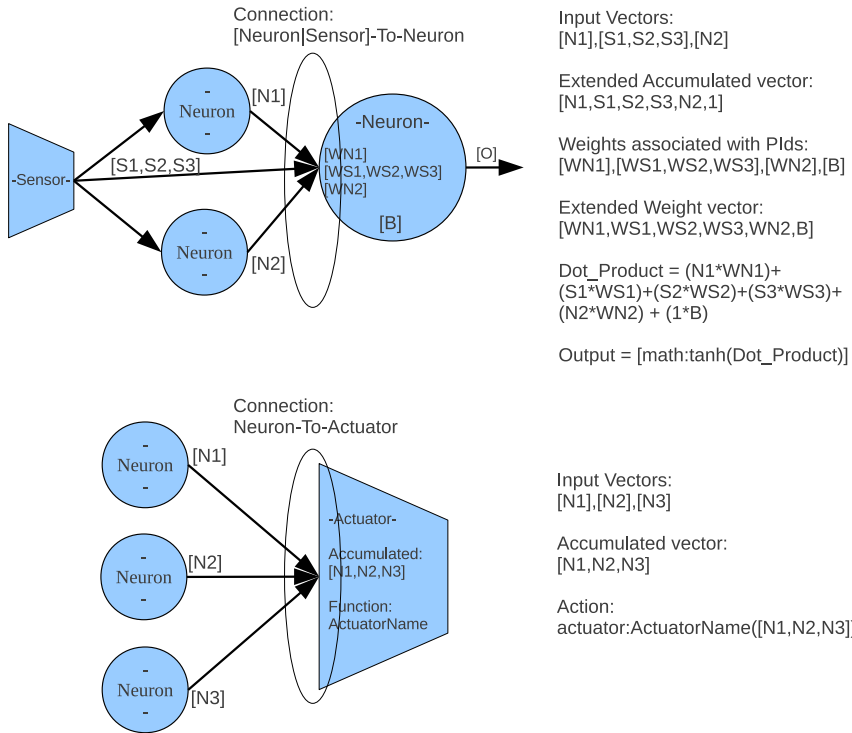 Connection:
[Neuron|Sensor]-To-Neuron
-
Neuron
-
[N1]
-Sensor-
[S1,S2,S3]
-
Neuron
-
[N2]
-Neuron-
[WN1]
[WS1,WS2,WS3]
[WN2]
[B]
[O]
Input Vectors:
[N1],[S1,S2,S3],[N2]
Extended Accumulated vector:
[N1,S1,S2,S3,N2,1]
Weights associated with PIds:
[WN1],[WS1,WS2,WS3],[WN2],[B]
Extended Weight vector:
[WN1,WS1,WS2,WS3,WN2,B]
Dot_Product = (N1*WN1)+
(S1*WS1)+(S2*WS2)+(S3*WS3)+
(N2*WN2) + (1*B)
Output = [math:tanh(Dot_Product)]
Connection:
Neuron-To-Actuator
-
Neuron
-
[N1]
-
Neuron
-
[N2]
-
Neuron
-
[N3]
-Actuator-
Accumulated:
[N1,N2,N3]
Function:
ActuatorName
Input Vectors:
[N1],[N2],[N3]
Accumulated vector:
[N1,N2,N3]
Action:
actuator:ActuatorName([N1,N2,N3])